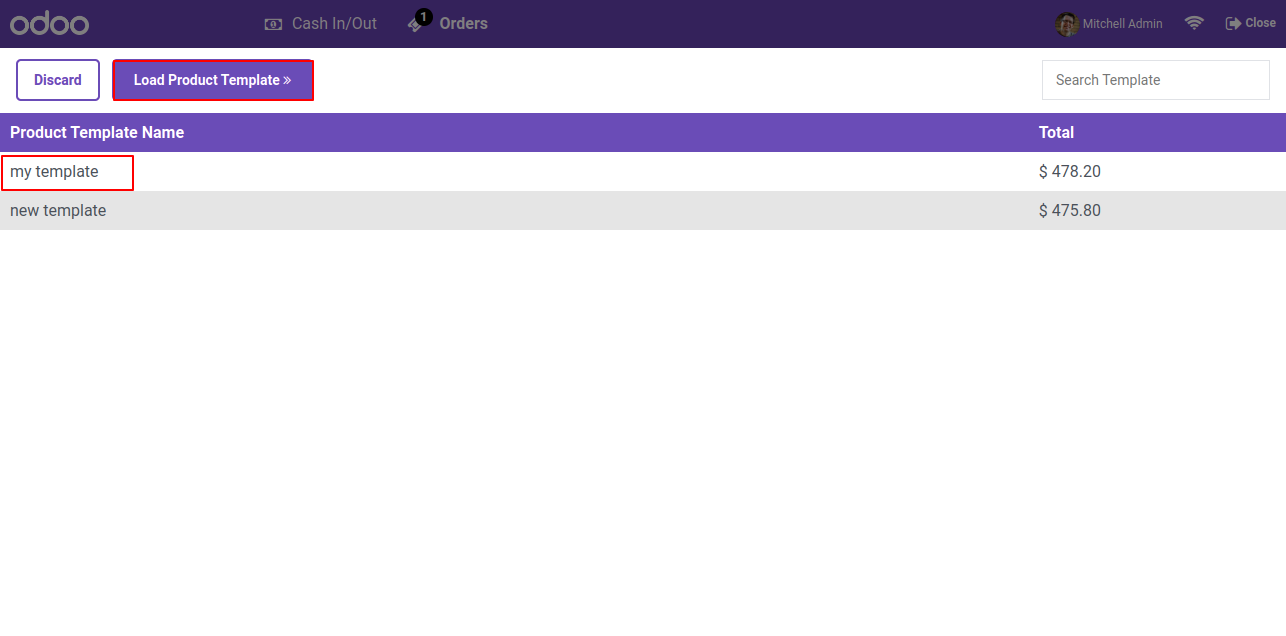 odoo Cash In/Out 1 Orders Mitchell Admin Close
Discard Load Product Template » Search Template
Product Template Name Total
my template $ 478.20
new template $ 475.80